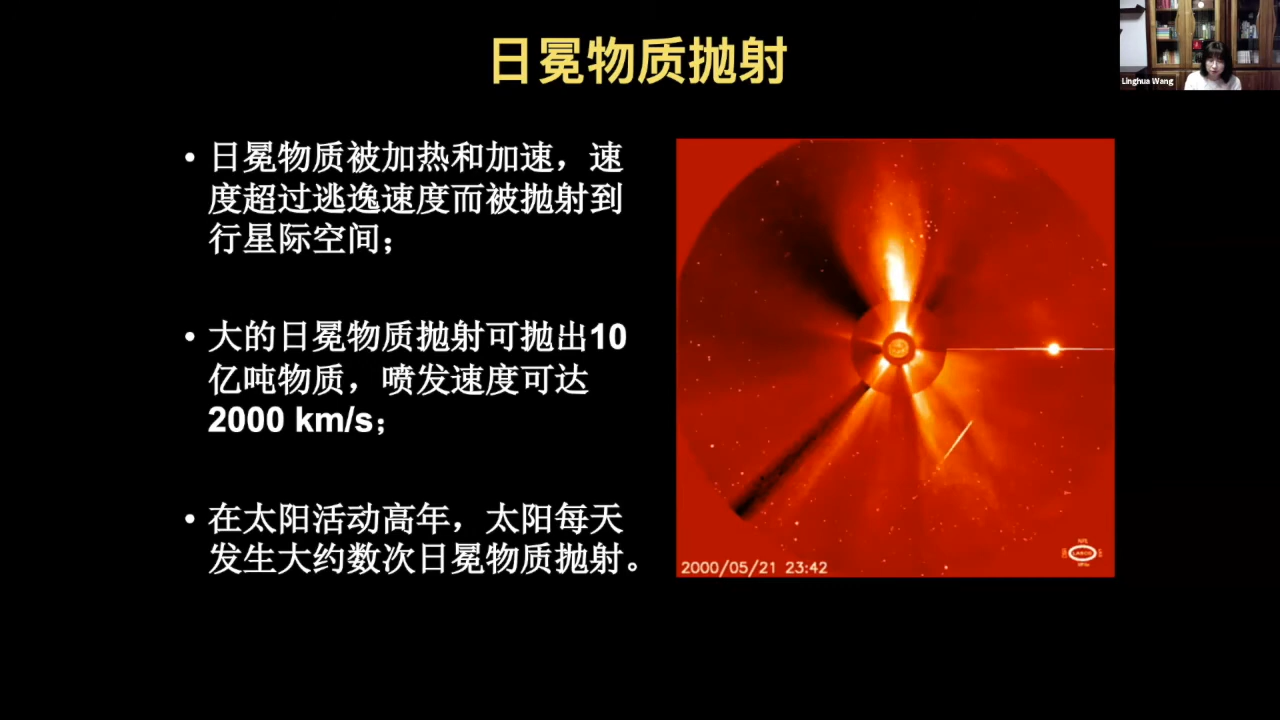 日冕物质抛射
Linghua Wang
• 日冕物质被加热和加速，速
度超过逃逸速度而被抛射到
行星际空间；
• 大的日冕物质抛射可抛出10
亿吨物质，喷发速度可达
2000 km/s；
• 在太阳活动高年，太阳每天
发生大约数次日冕物质抛射。
2000/05/21 23:42
LASCO